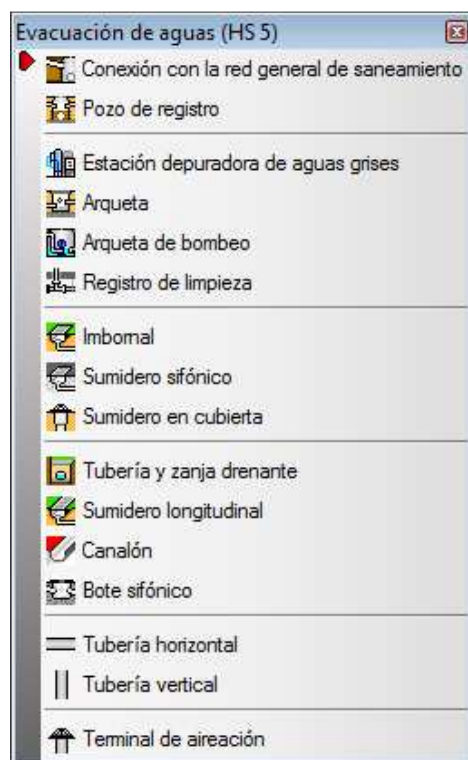 Evacuación de aguas (HS 5)
Conexión con la red general de saneamiento
Pozo de registro
Estación depuradora de aguas grises
Arqueta
Arqueta de bombeo
Registro de limpieza
Imbornal
Sumidero sifónico
Sumidero en cubierta
Tubería y zanja drenante
Sumidero longitudinal
Canalón
Bote sifónico
Tubería horizontal
Tubería vertical
Terminal de aireación